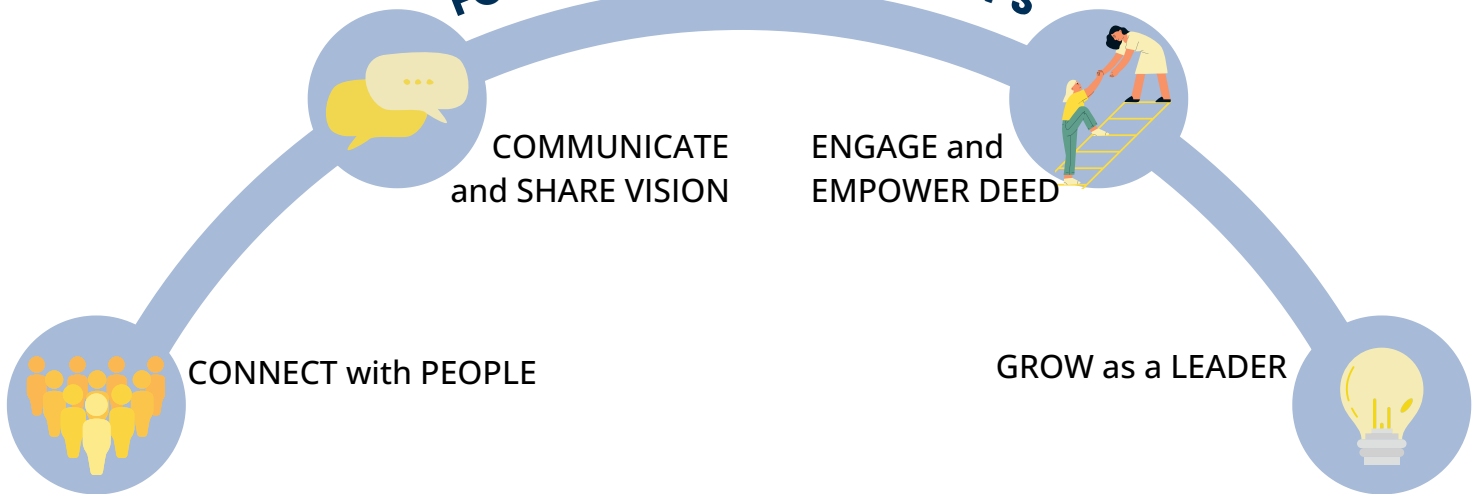 COMMUNICATE
and SHARE VISION
ENGAGE and
EMPOWER DEED
CONNECT with PEOPLE
GROW as a LEADER